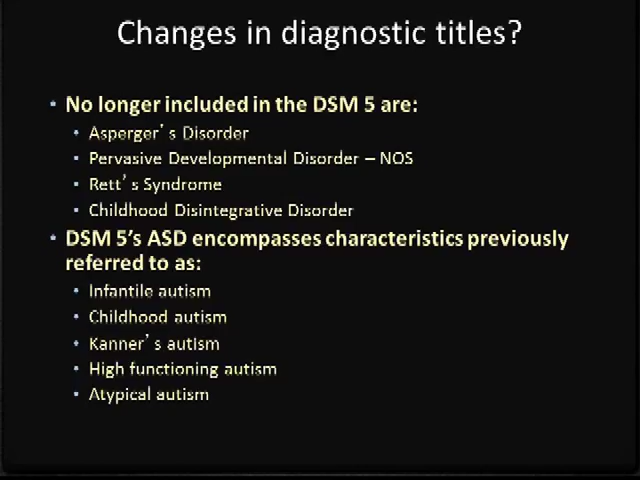 Changes in diagnostic titles?
• No longer included in the DSM 5 are:
• Asperger's Disorder
• Pervasive Developmental Disorder – NOS
• Rett's Syndrome
• Childhood Disintegrative Disorder
• DSM 5's ASD encompasses characteristics previously
referred to as:
• Infantile autism
• Childhood autism
• Kanner's autism
• High functioning autism
• Atypical autism